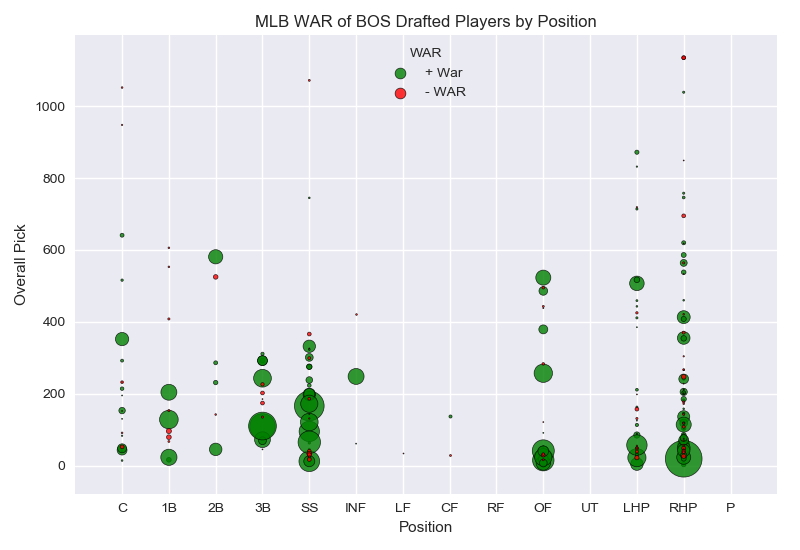 MLB WAR of BOS Drafted Players by Position
WAR
+ War
- WAR
Overall Pick
1000
800
600
400
200
0
C 1B 2B 3B SS INF LF CF RF OF UT LHP RHP P
Position